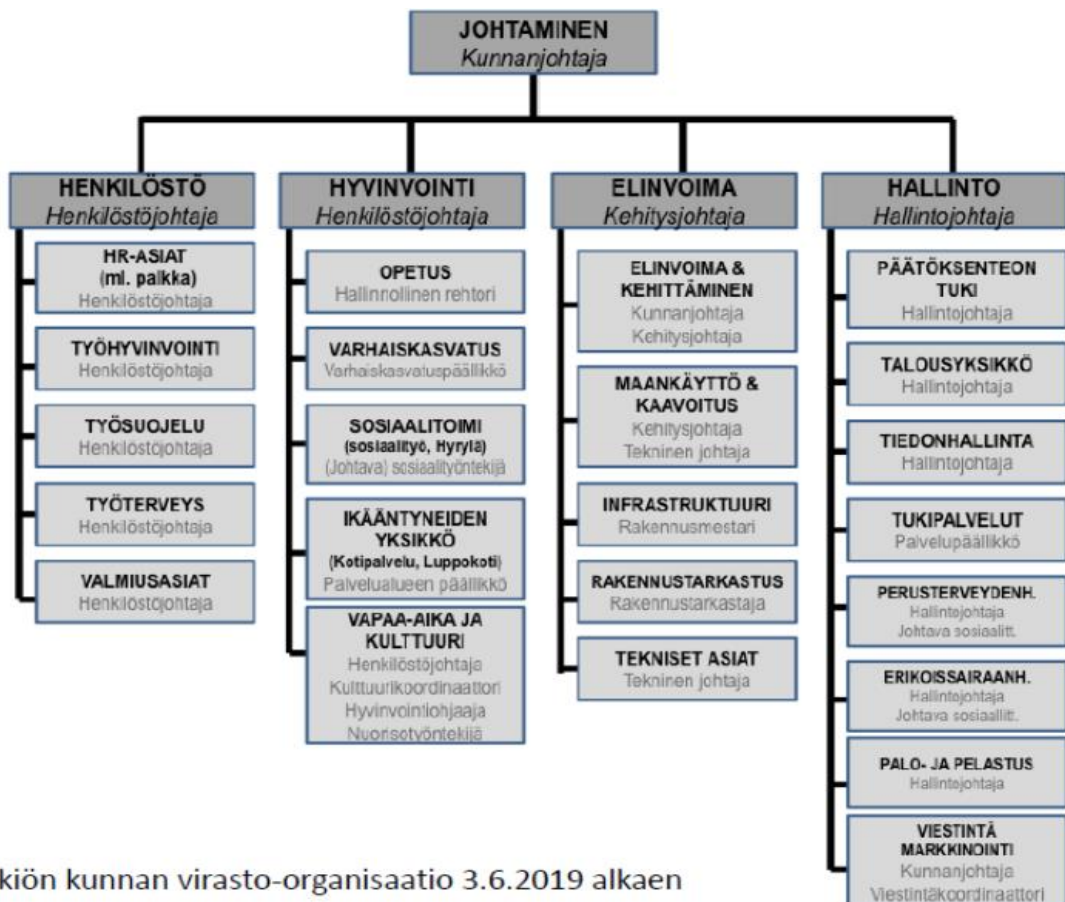 JOHTAMINEN
Kunnanjohtaja
HENKILÖSTÖ
Henkilöstöjohtaja
HR-ASIAT
(ml. palkka)
Henkilöstöjohtaja
TYÖHYVINVOINTI
Henkilöstöjohtaja
TYÖSUOJELU
Henkilöstöjohtaja
TYÖTERVEYS
Henkilöstöjohtaja
VALMIUSASIAT
Henkilöstöjohtaja
HYVINVOINTI
Henkilöstöjohtaja
OPETUS
Hallinnollinen rehtori
VARHAISKASVATUS
Varhaiskasvatuspäällikkö
SOSIAALITOIMI
(sosiaalityö, Hyrylä)
(Johtava) sosiaalityöntekijä
IKÄÄNTYNEIDEN
YKSIKKÖ
(Kotipalvelu, Luppokoti)
Palvelualueen päällikkö
VAPAA-AIKA JA
KULTTUURI
Henkilöstöjohtaja
Kulttuurikoordinaattori
Hyvinvointiohjaaja
Nuorisotyöntekijä
ELINVOIMA
Kehitysjohtaja
ELINVOIMA &
KEHITTÄMINEN
Kunnanjohtaja
Kehitysjohtaja
MAANKÄYTTÖ &
KAAVOITUS
Kehitysjohtaja
Tekninen johtaja
INFRASTRUKTUURI
Rakennusmestari
RAKENNUSTARKASTUS
Rakennustarkastaja
TEKNISET ASIAT
Tekninen johtaja
HALLINTO
Hallintojohtaja
PÄÄTÖKSENTEON
TUKI
Hallintojohtaja
TALOUSYKSIKKÖ
Hallintojohtaja
TIEDONHALLINTA
Hallintojohtaja
TUKIPALVELUT
Palvelupäällikkö
PERUSTERVEYDENH.
Hallintojohtaja
Johtava sosiaalitt.
ERIKOISSAIRAANH.
Hallintojohtaja
Johtava sosiaalitt.
PALO- JA PELASTUS
Hallintojohtaja
VIESTINTÄ
MARKKINOINTI
Kunnanjohtaja
Viestintäkoordinaattori
kiön kunnan virasto-organisaatio 3.6.2019 alkaen